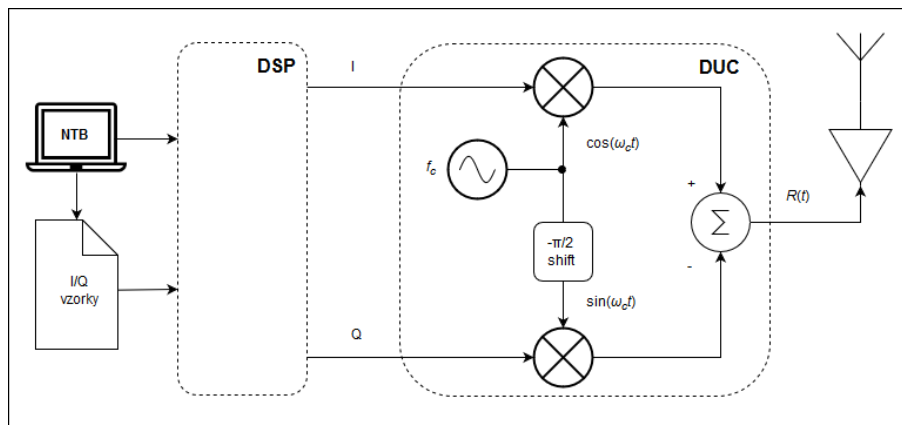 DSP
I
DUC
NTB
cos(ω_ct)
f_c
+
Σ
R(t)
-π/2
shift
-
I/Q
vzorky
sin(ω_ct)
Q